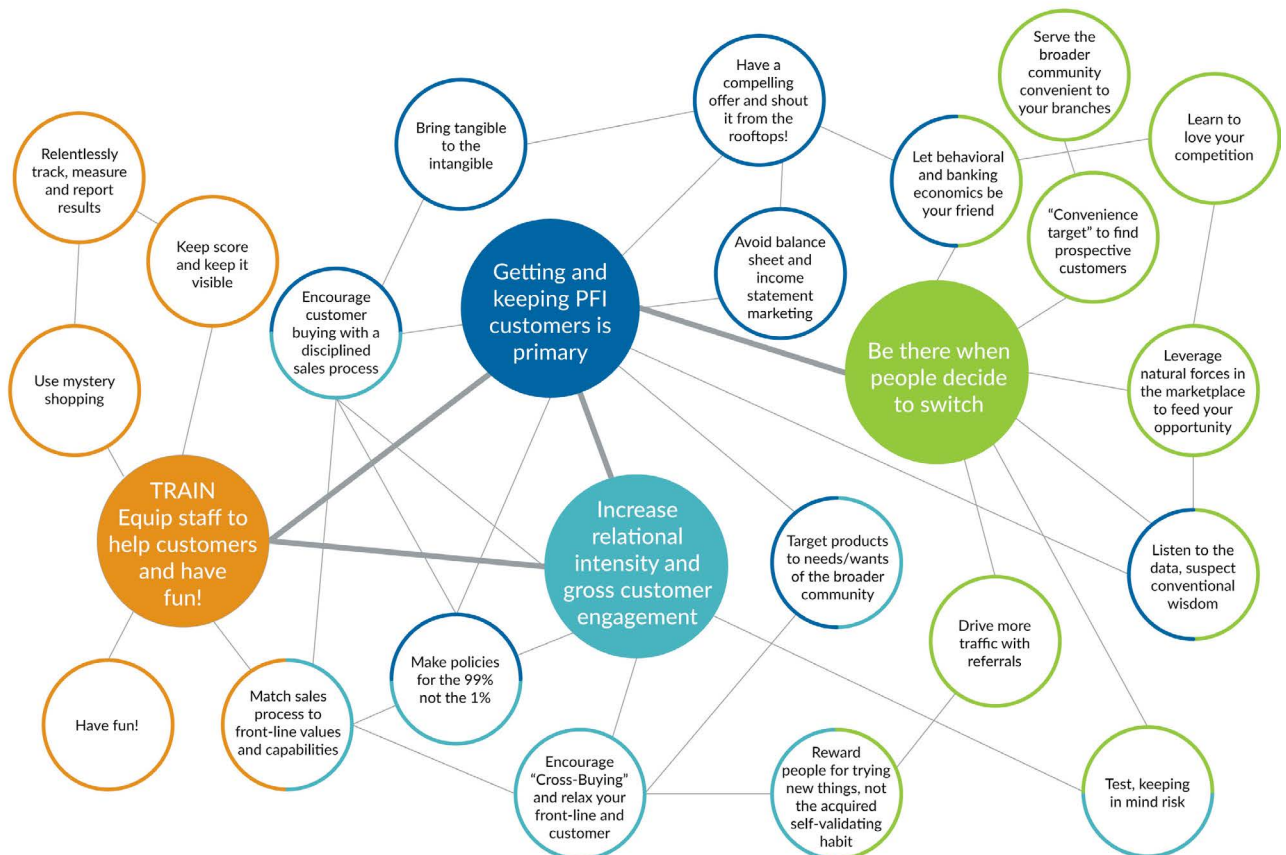 Serve the
broader
community
convenient to
your branches
Have a
compelling
offer and shout
it from the
rooftops!
Learn to
love your
competition
Bring tangible
to the
intangible
Relentlessly
track, measure
and report
results
Let behavioral
and banking
economics be
your friend
"Convenience
target" to find
prospective
customers
Keep score
and keep it
visible
Avoid balance
sheet and
income
statement
marketing
Getting and
keeping PFI
customers is
primary
Encourage
customer
buying with a
disciplined
sales process
Be there when
people decide
to switch
Leverage
natural forces in
the marketplace
to feed your
opportunity
Use mystery
shopping
TRAIN
Equip staff to
help customers
and have
fun!
Increase
relational
intensity and
gross customer
engagement
Target products
to needs/wants
of the broader
community
Listen to the
data, suspect
conventional
wisdom
Drive more
traffic with
referrals
Make policies
for the 99%
not the 1%
Have fun!
Match sales
process to
front-line values
and capabilities
Encourage
"Cross-Buying"
and relax your
front-line and
customer
Reward
people for trying
new things, not
the acquired
self-validating
habit
Test, keeping
in mind risk